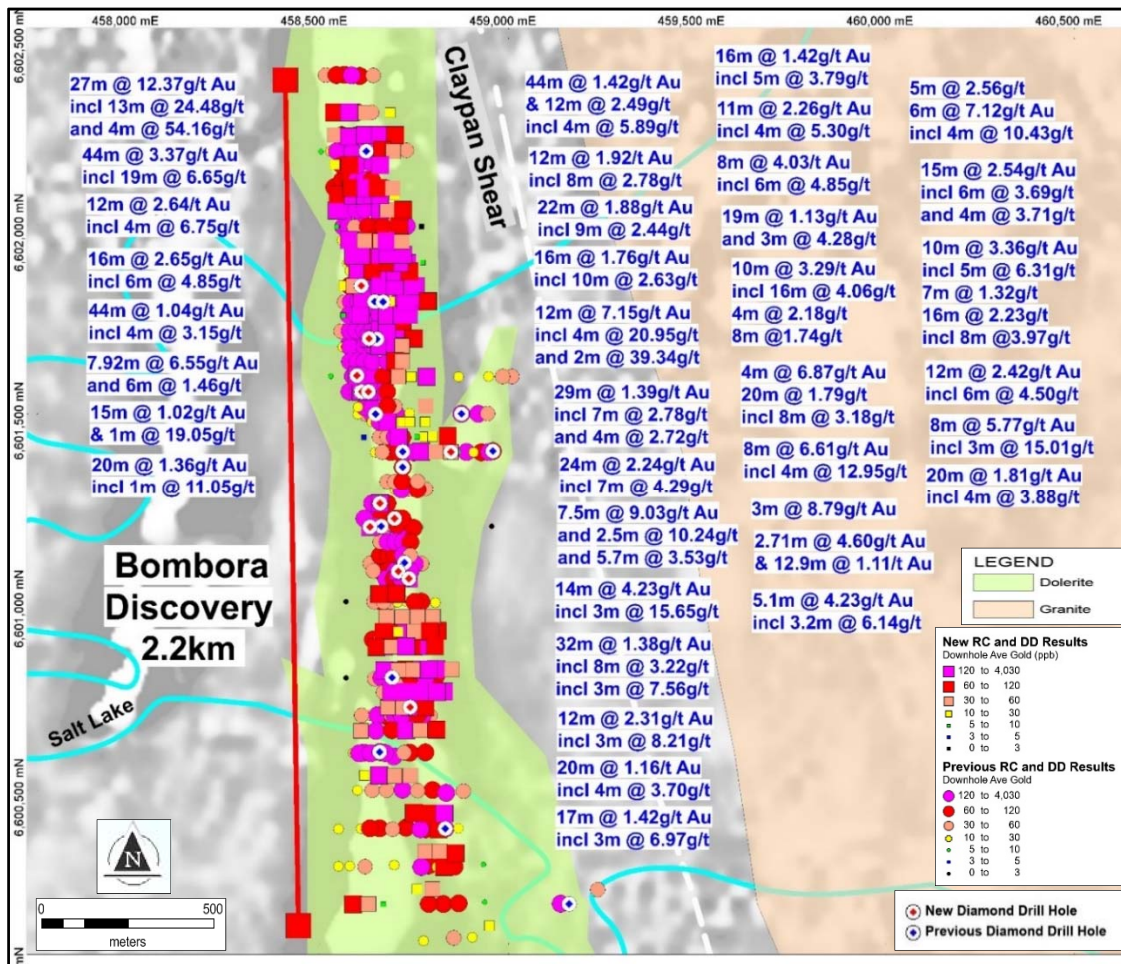 458,000 mE
458,500 mE
459,000 mE
459,500 mE
460,000 mE
460,500 mE
6,602,500 mN
6,602,000 mN
6,601,500 mN
6,601,000 mN
6,600,500 mN
mN
27m @ 12.37g/t Au
incl 13m @ 24.48g/t
and 4m @ 54.16g/t
44m @ 3.37g/t Au
incl 19m @ 6.65g/t
12m @ 2.64/t Au
incl 4m @ 6.75g/t
16m @ 2.65g/t Au
incl 6m @ 4.85g/t
44m @ 1.04g/t Au
incl 4m @ 3.15g/t
7.92m @ 6.55g/t Au
and 6m @ 1.46g/t
15m @ 1.02g/t Au
& 1m @ 19.05g/t
20m @ 1.36g/t Au
incl 1m @ 11.05g/t
Bombora
Discovery
2.2km
Salt Lake
Claypan Shear
44m @ 1.42g/t Au
& 12m @ 2.49g/t
incl 4m @ 5.89g/t
12m @ 1.92/t Au
incl 8m @ 2.78g/t
22m @ 1.88g/t Au
incl 9m @ 2.44g/t
16m @ 1.76g/t Au
incl 10m @ 2.63g/t
12m @ 7.15g/t Au
incl 4m @ 20.95g/t
and 2m @ 39.34g/t
29m @ 1.39g/t Au
incl 7m @ 2.78g/t
and 4m @ 2.72g/t
24m @ 2.24g/t Au
incl 7m @ 4.29g/t
7.5m @ 9.03g/t Au
and 2.5m @ 10.24g/t
and 5.7m @ 3.53g/t
14m @ 4.23g/t Au
incl 3m @ 15.65g/t
32m @ 1.38g/t Au
incl 8m @ 3.22g/t
incl 3m @ 7.56g/t
12m @ 2.31g/t Au
incl 3m @ 8.21g/t
20m @ 1.16/t Au
incl 4m @ 3.70g/t
17m @ 1.42g/t Au
incl 3m @ 6.97g/t
16m @ 1.42g/t Au
incl 5m @ 3.79g/t
11m @ 2.26g/t Au
incl 4m @ 5.30g/t
8m @ 4.03/g Au
incl 6m @ 4.85g/t
19m @ 1.13g/t Au
and 3m @ 4.28g/t
10m @ 3.29g/t Au
incl 16m @ 4.06g/t
4m @ 2.18g/t
8m @1.74g/t
4m @ 6.87g/t Au
20m @ 1.79g/t
incl 8m @ 3.18g/t
8m @ 6.61g/t Au
incl 4m @ 12.95g/t
3m @ 8.79g/t Au
2.71m @ 4.60g/t Au
& 12.9m @ 1.11/t Au
5.1m @ 4.23g/t Au
incl 3.2m @ 6.14g/t
5m @ 2.56g/t
6m @ 7.12g/t Au
incl 4m @ 10.43g/t
15m @ 2.54g/t Au
incl 6m @ 3.69g/t
and 4m @ 3.71g/t
10m @ 3.36g/t Au
incl 5m @ 6.31g/t
7m @ 1.32g/t
16m @ 2.23g/t
incl 8m @3.97g/t
12m @ 2.42g/t Au
incl 6m @ 4.50g/t
8m @ 5.77g/t Au
incl 3m @ 15.01g/t
20m @ 1.81g/t Au
incl 4m @ 3.88g/t
LEGEND
Dolerite
Granite
New RC and DD Results
Downhole Ave Gold (ppb)
120 to 4,030
60 to 120
30 to 60
10 to 30
5 to 10
3 to 5
0 to 3
Previous RC and DD Results
Downhole Ave Gold
120 to 4,030
60 to 120
30 to 60
10 to 30
5 to 10
3 to 5
0 to 3
New Diamond Drill Hole
Previous Diamond Drill Hole
N
0 500
meters